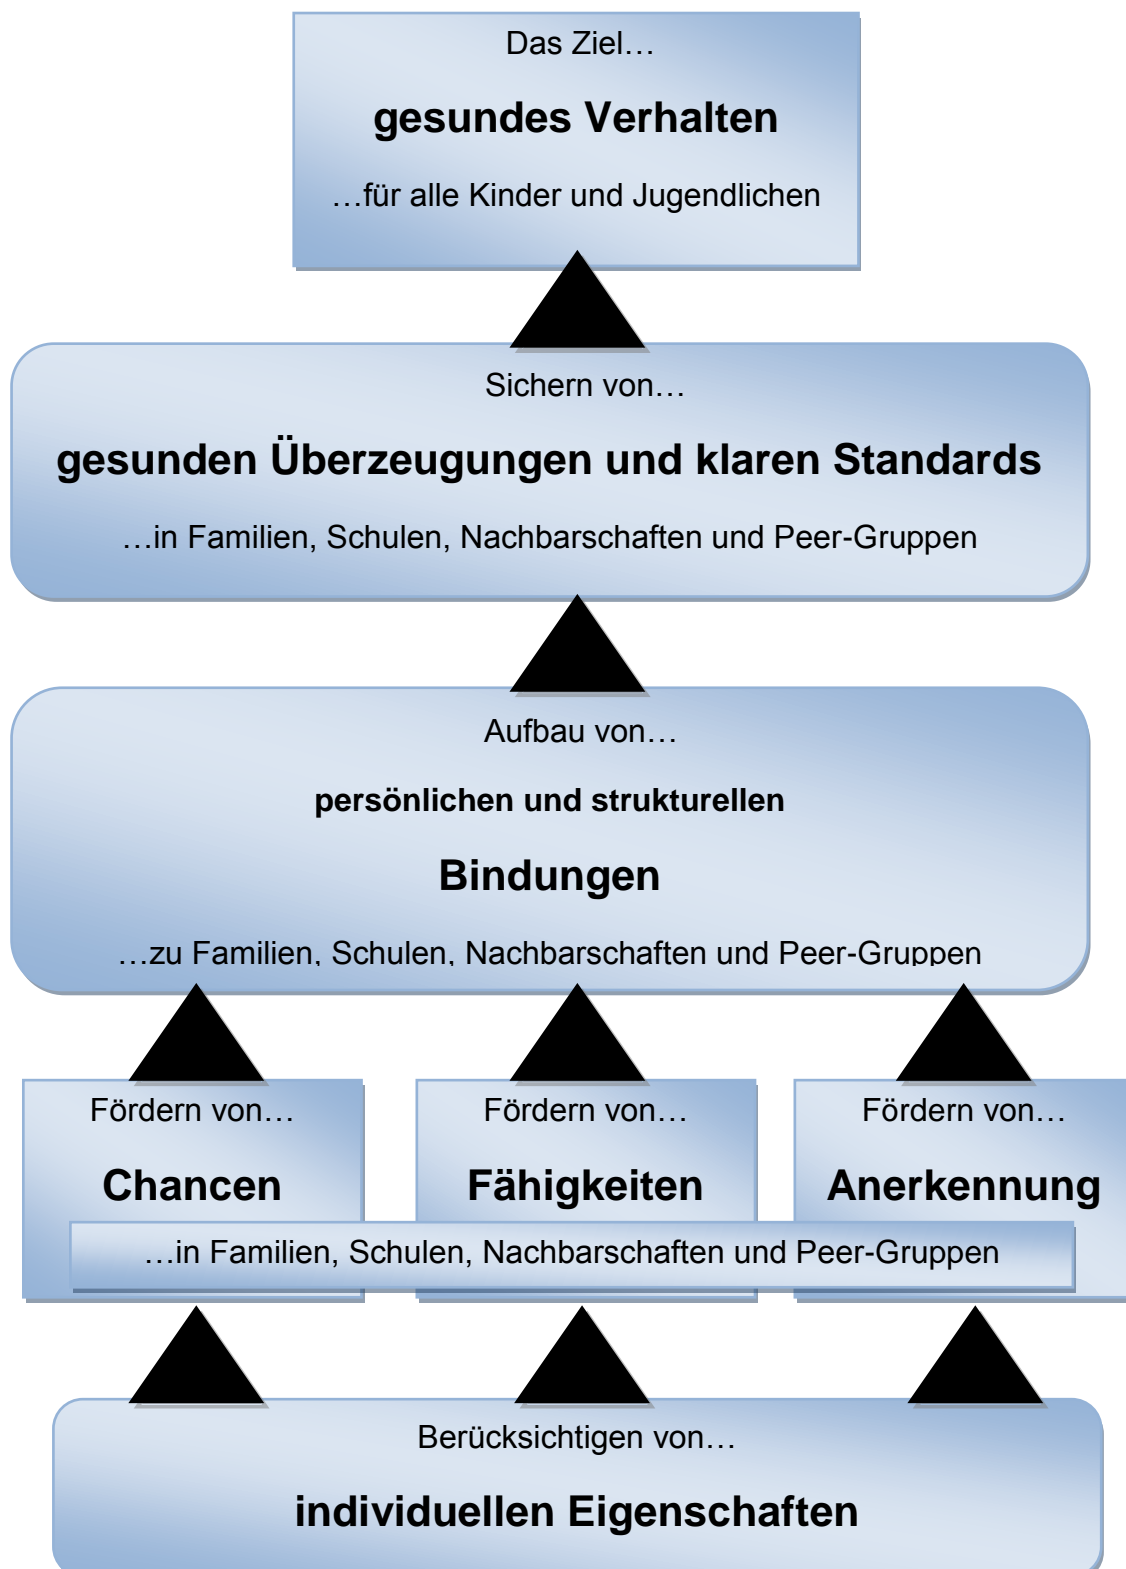 Das Ziel…
gesundes Verhalten
…für alle Kinder und Jugendlichen
Sichern von…
gesunden Überzeugungen und klaren Standards
…in Familien, Schulen, Nachbarschaften und Peer-Gruppen
Aufbau von…
persönlichen und strukturellen
Bindungen
…zu Familien, Schulen, Nachbarschaften und Peer-Gruppen
Fördern von…
Chancen
Fördern von…
Fähigkeiten
Fördern von…
Anerkennung
…in Familien, Schulen, Nachbarschaften und Peer-Gruppen
Berücksichtigen von…
individuellen Eigenschaften